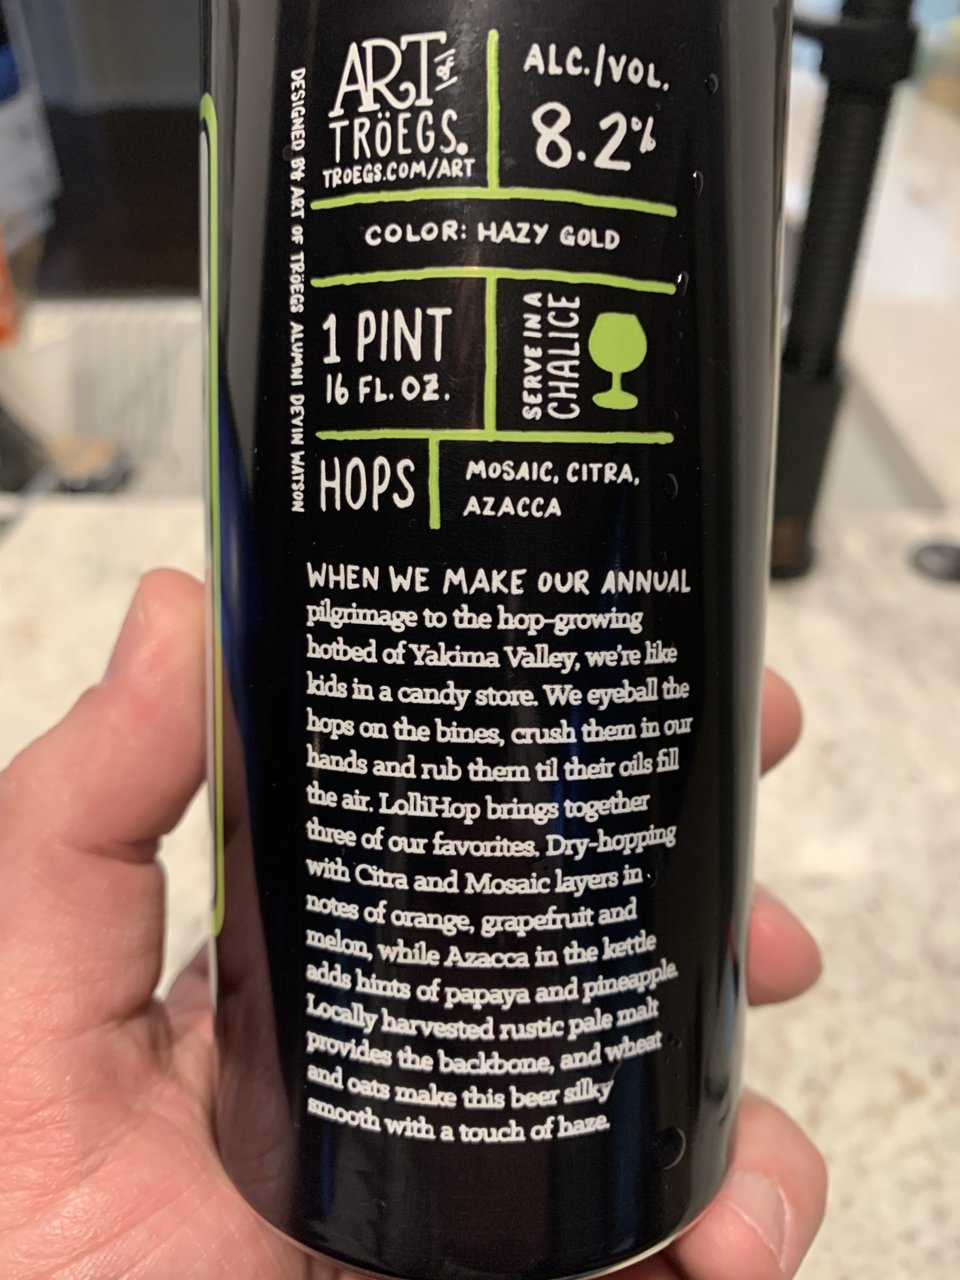 DESIGNED BY ART OF TRÖEGS ALUMNI DEVIN WATSON
ART of
TRÖEGS.
TROEGS.COM/ART
ALC./VOL.
8.2%
COLOR: HAZY GOLD
1 PINT
16 FL. OZ.
SERVE IN A
CHALICE
HOPS
MOSAIC, CITRA,
AZACCA
WHEN WE MAKE OUR ANNUAL
pilgrimage to the hop-growing
hotbed of Yakima Valley, we're like
kids in a candy store. We eyeball the
hops on the bines, crush them in our
hands and rub them til their oils fill
the air. LolliHop brings together
three of our favorites. Dry-hopping
with Citra and Mosaic layers in
notes of orange, grapefruit and
melon, while Azacca in the kettle
adds hints of papaya and pineapple.
Locally harvested rustic pale malt
provides the backbone, and wheat
and oats make this beer silky
smooth with a touch of haze.